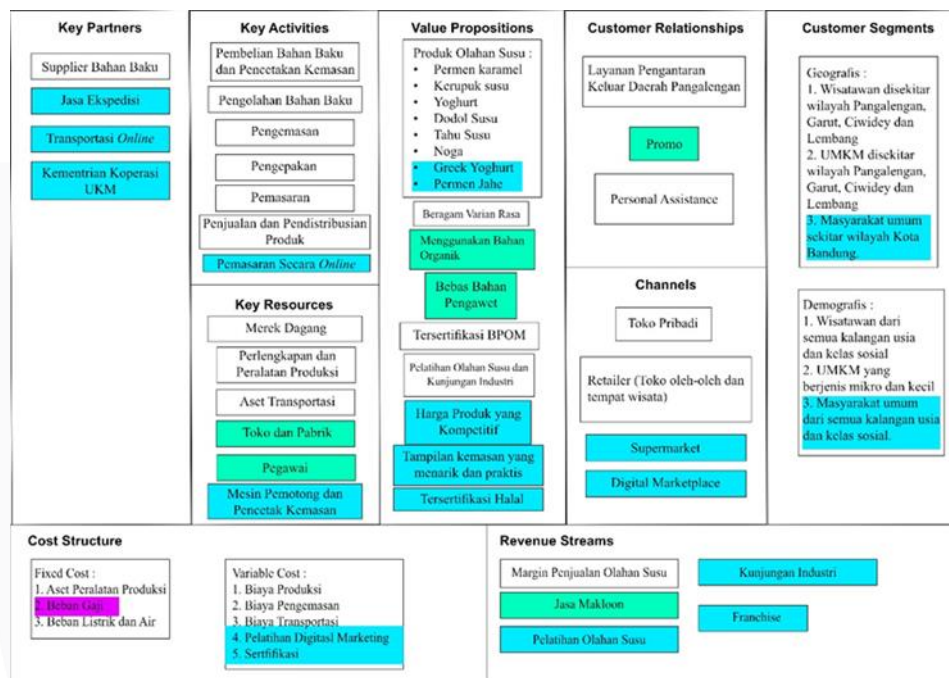 Key Partners
Supplier Bahan Baku
Jasa Ekspedisi
Transportasi Online
Kementrian Koperasi
UKM
Key Activities
Pembelian Bahan Baku
dan Pencetakan Kemasan
Pengolahan Bahan Baku
Pengemasan
Pengepakan
Pemasaran
Penjualan dan Pendistribusian
Produk
Pemasaran Secara Online
Key Resources
Merek Dagang
Perlengkapan dan
Peralatan Produksi
Aset Transportasi
Toko dan Pabrik
Pegawai
Mesin Pemotong dan
Pencetak Kemasan
Value Propositions
Produk Olahan Susu :
• Permen karamel
• Kerupuk susu
• Yoghurt
• Dodol Susu
• Tahu Susu
• Noga
• Greek Yoghurt
• Permen Jahe
Beragam Varian Rasa
Menggunakan Bahan
Organik
Bebas Bahan
Pengawet
Tersertifikasi BPOM
Pelatihan Olahan Susu dan
Kunjungan Industri
Harga Produk yang
Kompetitif
Tampilan kemasan yang
menarik dan praktis
Tersertifikasi Halal
Customer Relationships
Layanan Pengantaran
Keluar Daerah Pangalengan
Promo
Personal Assistance
Channels
Toko Pribadi
Retailer (Toko oleh-oleh dan
tempat wisata)
Supermarket
Digital Marketplace
Customer Segments
Geografis :
1. Wisatawan disekitar
wilayah Pangalengan,
Garut, Ciwidey dan
Lembang
2. UMKM disekitar
wilayah Pangalengan,
Garut, Ciwidey dan
Lembang
3. Masyarakat umum
sekitar wilayah Kota
Bandung.
Demografis :
1. Wisatawan dari
semua kalangan usia
dan kelas sosial
2. UMKM yang
berjenis mikro dan kecil
3. Masyarakat umum
dari semua kalangan usia
dan kelas sosial.
Cost Structure
Fixed Cost :
1. Aset Peralatan Produksi
2. Beban Gaji
3. Beban Listrik dan Air
Variable Cost :
1. Biaya Produksi
2. Biaya Pengemasan
3. Biaya Transportasi
4. Pelatihan Digitasl Marketing
5. Sertfifikasi
Revenue Streams
Margin Penjualan Olahan Susu
Jasa Makloon
Pelatihan Olahan Susu
Kunjungan Industri
Franchise